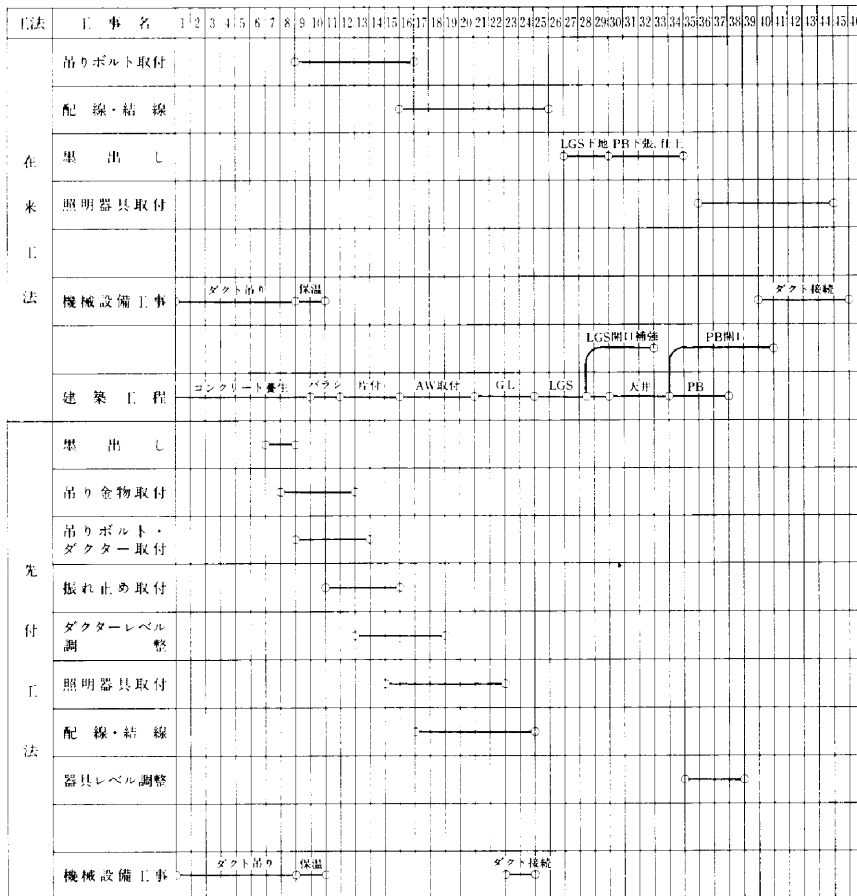 工法 工事名 1 2 3 4 5 6 7 8 9 10 11 12 13 14 15 16 17 18 19 20 21 22 23 24 25 26 27 28 29 30 31 32 33 34 35 36 37 38 39 40 41 42 43 44 45 46
在来工法
吊りボルト取付
配線・結線
墨出し LGS下地 PB下張,仕上
照明器具取付
機械設備工事 ダクト吊り 保温 ダクト接続
LGS開口補強 PB開口
建築工程 コンクリート養生 バラシ 片付 AW取付 GL LGS 天井 PB
先付工法
墨出し
吊り金物取付
吊りボルト・
ダクター取付
振れ止め取付
ダクターレベル
調整
照明器具取付
配線・結線
器具レベル調整
機械設備工事 ダクト吊り 保温 ダクト接続